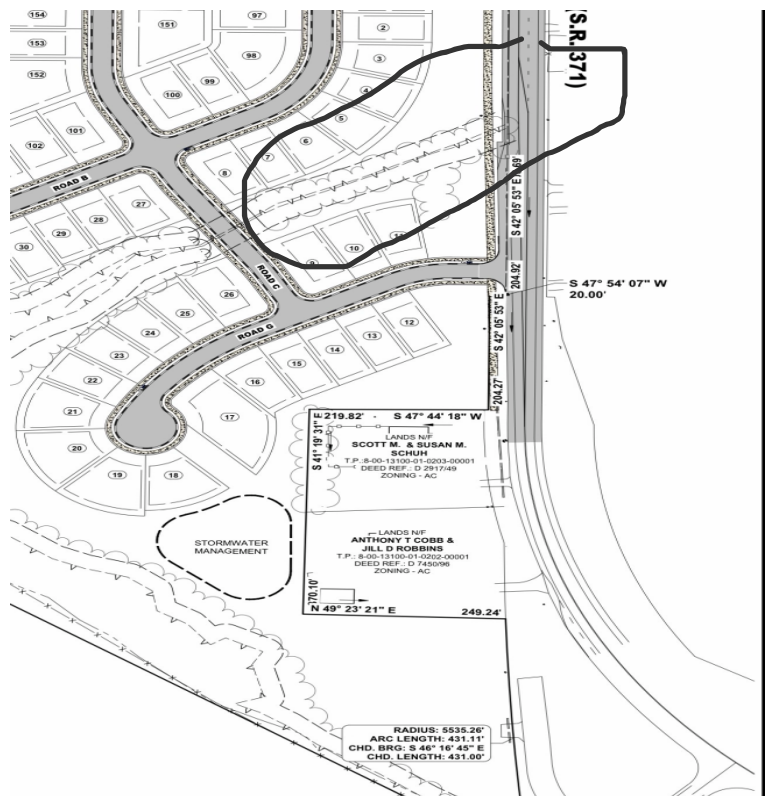 154
97
151
2
153
98
3
152
99
4
100
5
101
6
102
7
8
(S.R. 371)
ROAD B
27
28
29
30
S 42° 05' 53" E
10
9
ROAD C
204.92'
S 47° 54' 07" W
20.00'
26
25
24
23
22
21
20
19
18
17
16
15
14
13
12
ROAD G
S 42° 05' 53" E
204.27'
219.82'
S 47° 44' 18" W
S 41° 19' 31" E
LANDS N/F
SCOTT M. & SUSAN M.
SCHUH
T.P.:8-00-13100-01-0203-00001
DEED REF.: D 2917/49
ZONING - AC
LANDS N/F
ANTHONY T COBB &
JILL D ROBBINS
T.P.: 8-00-13100-01-0202-00001
DEED REF.: D 7450/96
ZONING - AC
STORMWATER
MANAGEMENT
N 49° 23' 21" E
249.24'
RADIUS: 5535.26'
ARC LENGTH: 431.11'
CHD. BRG: S 46° 16' 45" E
CHD. LENGTH: 431.00'